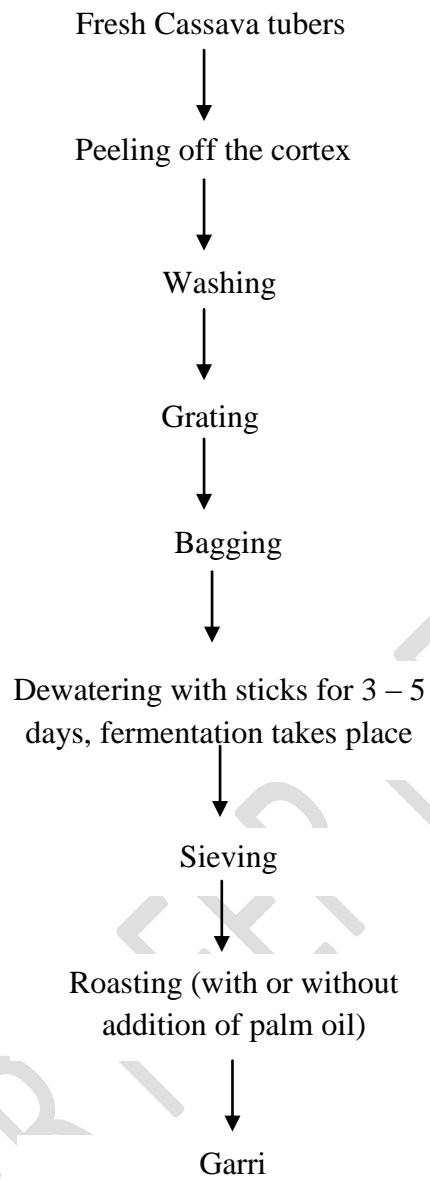 Fresh Cassava tubers
Peeling off the cortex
Washing
Grating
Bagging
Dewatering with sticks for 3 – 5
days, fermentation takes place
Sieving
Roasting (with or without
addition of palm oil)
Garri